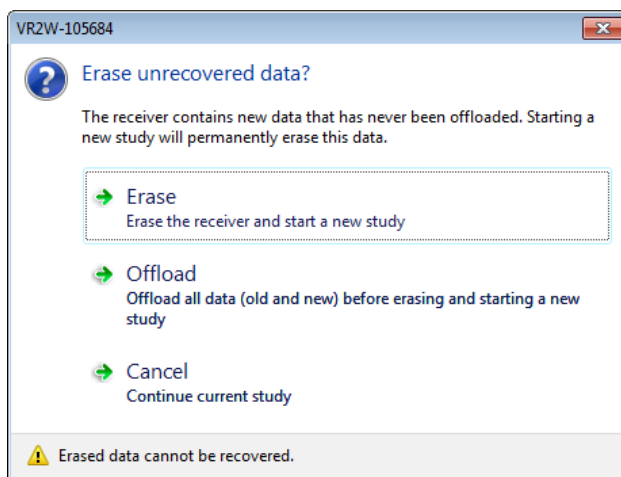 VR2W-105684
Erase unrecovered data?
The receiver contains new data that has never been offloaded. Starting a
new study will permanently erase this data.
Erase
Erase the receiver and start a new study
Offload
Offload all data (old and new) before erasing and starting a new
study
Cancel
Continue current study
Erased data cannot be recovered.